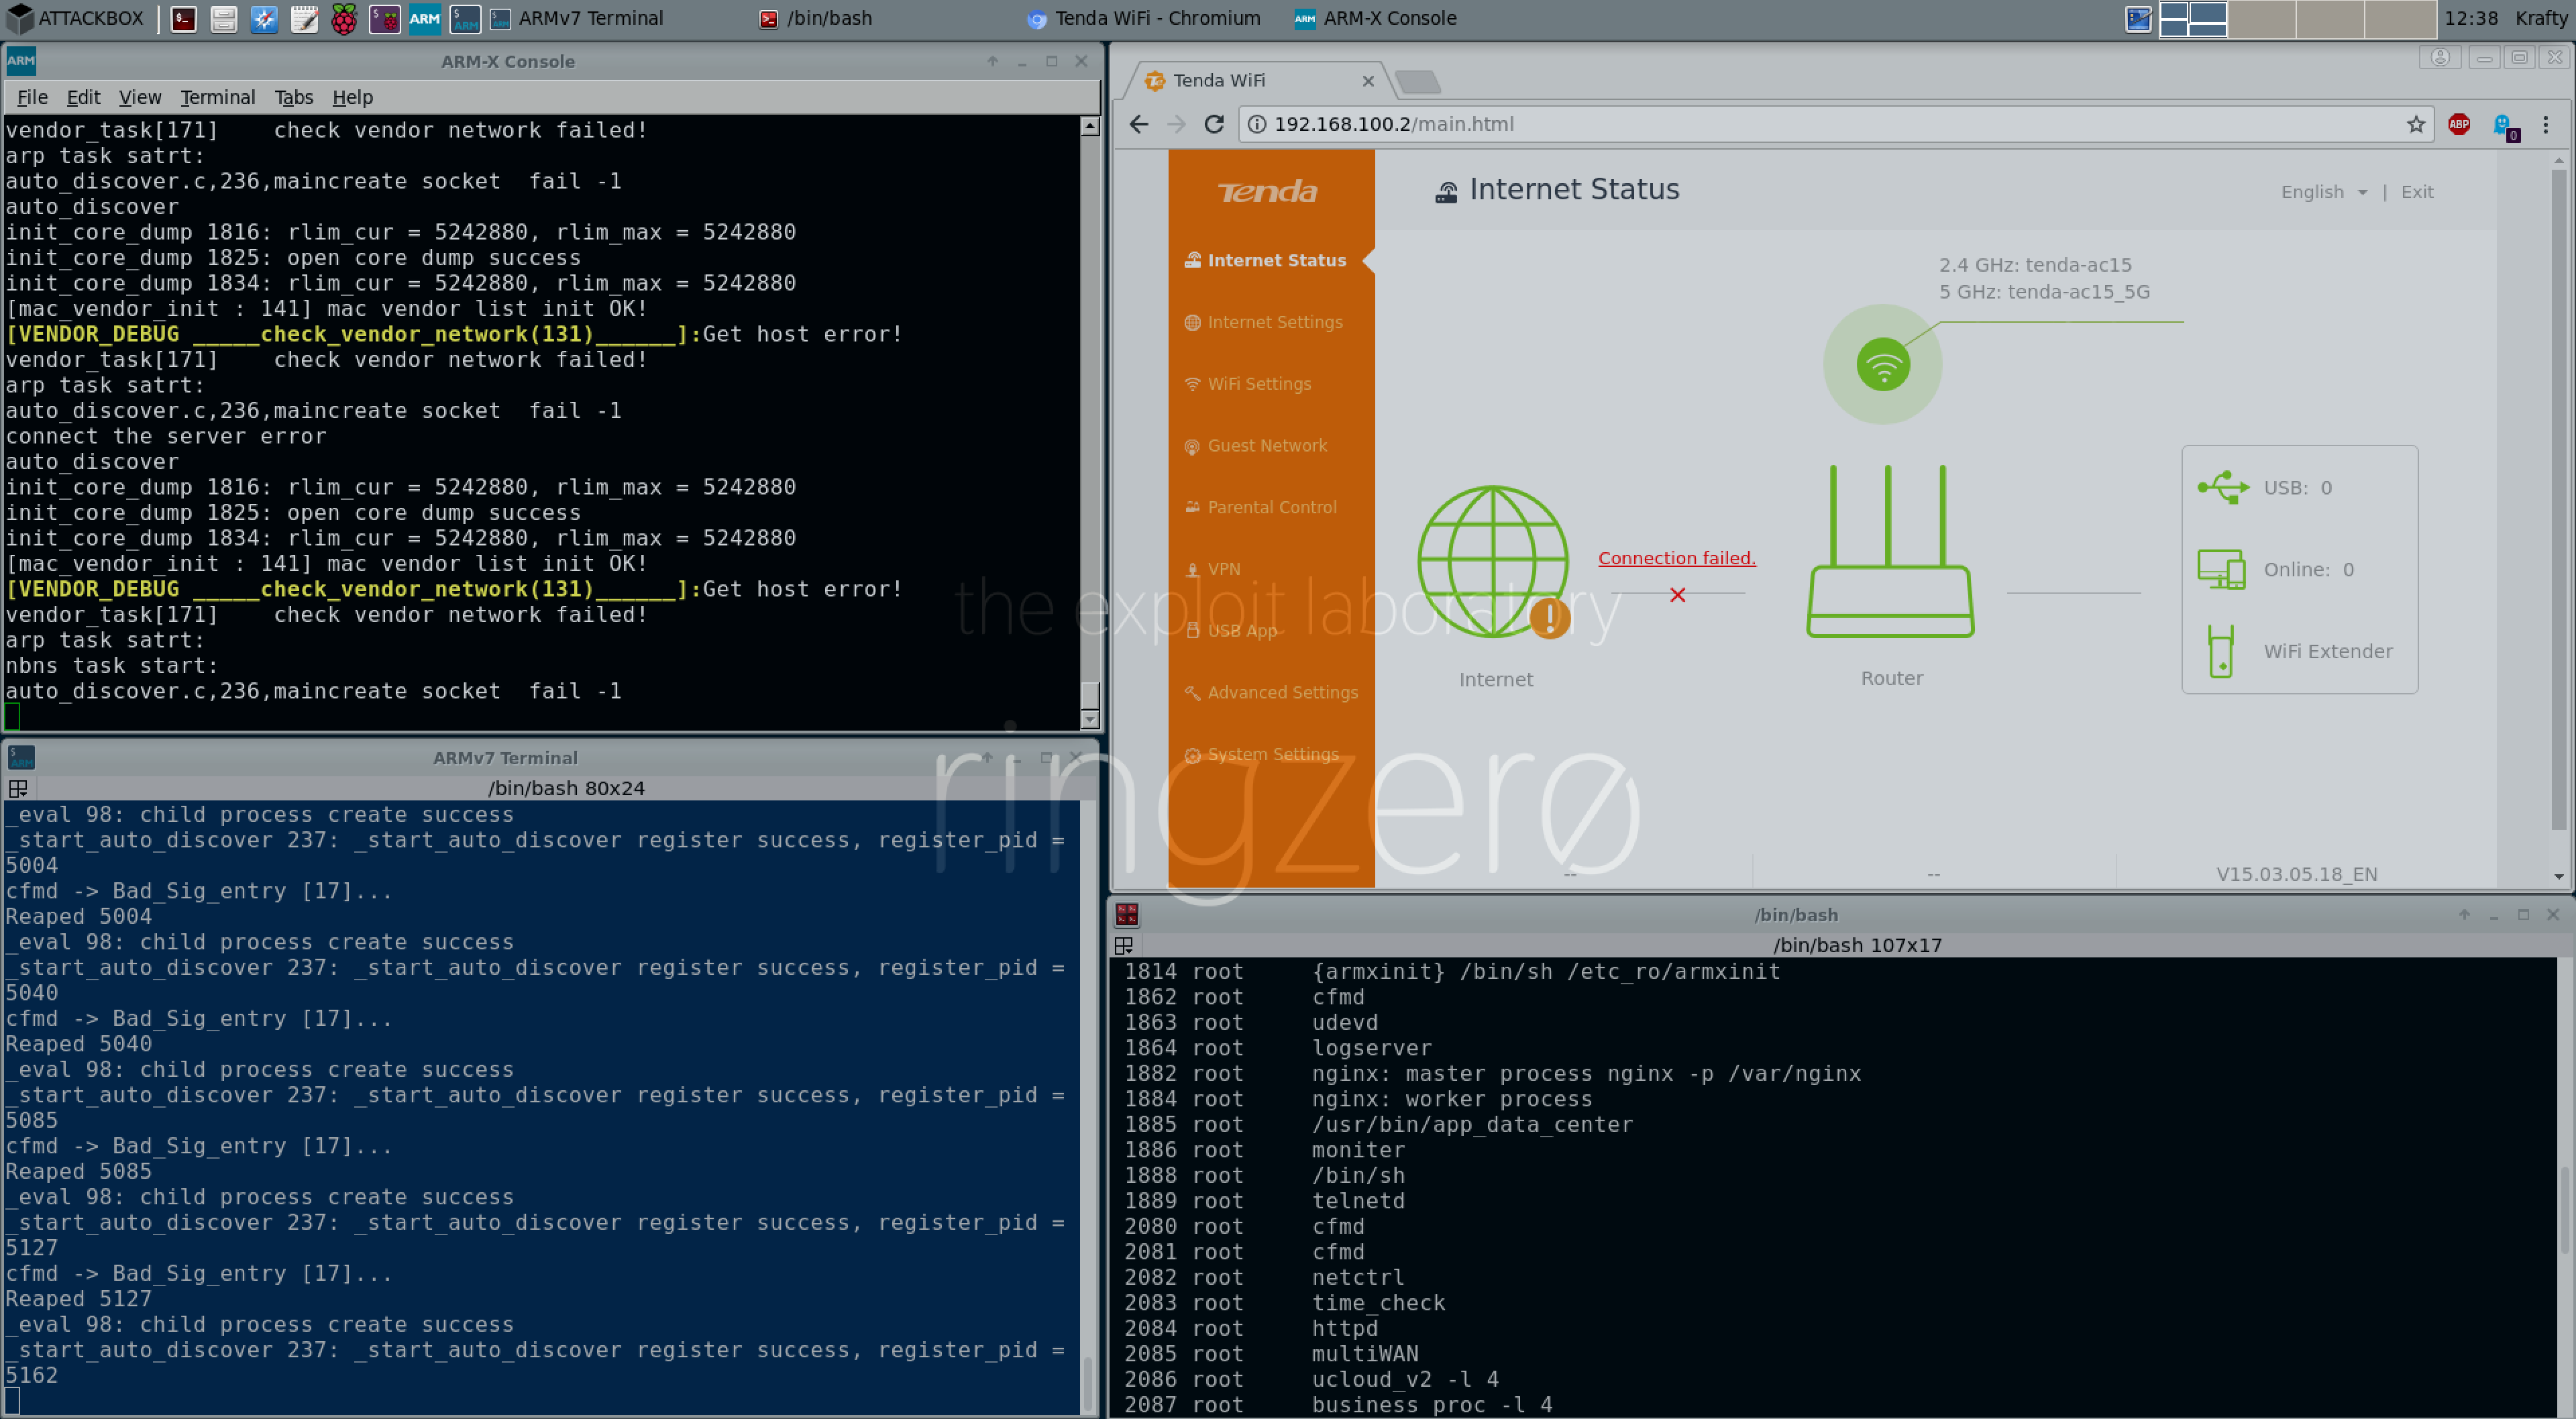 ATTACKBOX
ARMv7 Terminal
/bin/bash
Tenda WiFi - Chromium
ARM-X Console
12:38
Krafty
ARM-X Console
File Edit View Terminal Tabs Help
vendor_task[171]    check vendor network failed!
arp task satrt:
auto_discover.c,236,maincreate socket  fail -1
auto_discover
init_core_dump 1816: rlim_cur = 5242880, rlim_max = 5242880
init_core_dump 1825: open core dump success
init_core_dump 1834: rlim_cur = 5242880, rlim_max = 5242880
[mac_vendor_init : 141] mac vendor list init OK!
[VENDOR_DEBUG _____check_vendor_network(131)______]:Get host error!
vendor_task[171]    check vendor network failed!
arp task satrt:
auto_discover.c,236,maincreate socket  fail -1
connect the server error
auto_discover
init_core_dump 1816: rlim_cur = 5242880, rlim_max = 5242880
init_core_dump 1825: open core dump success
init_core_dump 1834: rlim_cur = 5242880, rlim_max = 5242880
[mac_vendor_init : 141] mac vendor list init OK!
[VENDOR_DEBUG _____check_vendor_network(131)______]:Get host error!
vendor_task[171]    check vendor network failed!
arp task satrt:
nbns task start:
auto_discover.c,236,maincreate socket  fail -1
ARMv7 Terminal
/bin/bash 80x24
_eval 98: child process create success
_start_auto_discover 237: _start_auto_discover register success, register_pid =
5004
cfmd -> Bad_Sig_entry [17]...
Reaped 5004
_eval 98: child process create success
_start_auto_discover 237: _start_auto_discover register success, register_pid =
5040
cfmd -> Bad_Sig_entry [17]...
Reaped 5040
_eval 98: child process create success
_start_auto_discover 237: _start_auto_discover register success, register_pid =
5085
cfmd -> Bad_Sig_entry [17]...
Reaped 5085
_eval 98: child process create success
_start_auto_discover 237: _start_auto_discover register success, register_pid =
5127
cfmd -> Bad_Sig_entry [17]...
Reaped 5127
_eval 98: child process create success
_start_auto_discover 237: _start_auto_discover register success, register_pid =
5162
Tenda WiFi
192.168.100.2/main.html
ABP
0
Tenda
Internet Status
English | Exit
Internet Status
Internet Settings
WiFi Settings
Guest Network
Parental Control
VPN
USB App
Advanced Settings
System Settings
2.4 GHz: tenda-ac15
5 GHz: tenda-ac15_5G
Connection failed.
Internet
Router
USB: 0
Online: 0
WiFi Extender
--
--
V15.03.05.18_EN
the exploit laboratory
ringzerø
/bin/bash
/bin/bash 107x17
1814 root     {armxinit} /bin/sh /etc_ro/armxinit
1862 root     cfmd
1863 root     udevd
1864 root     logserver
1882 root     nginx: master process nginx -p /var/nginx
1884 root     nginx: worker process
1885 root     /usr/bin/app_data_center
1886 root     moniter
1888 root     /bin/sh
1889 root     telnetd
2080 root     cfmd
2081 root     cfmd
2082 root     netctrl
2083 root     time_check
2084 root     httpd
2085 root     multiWAN
2086 root     ucloud_v2 -l 4
2087 root     business_proc -l 4